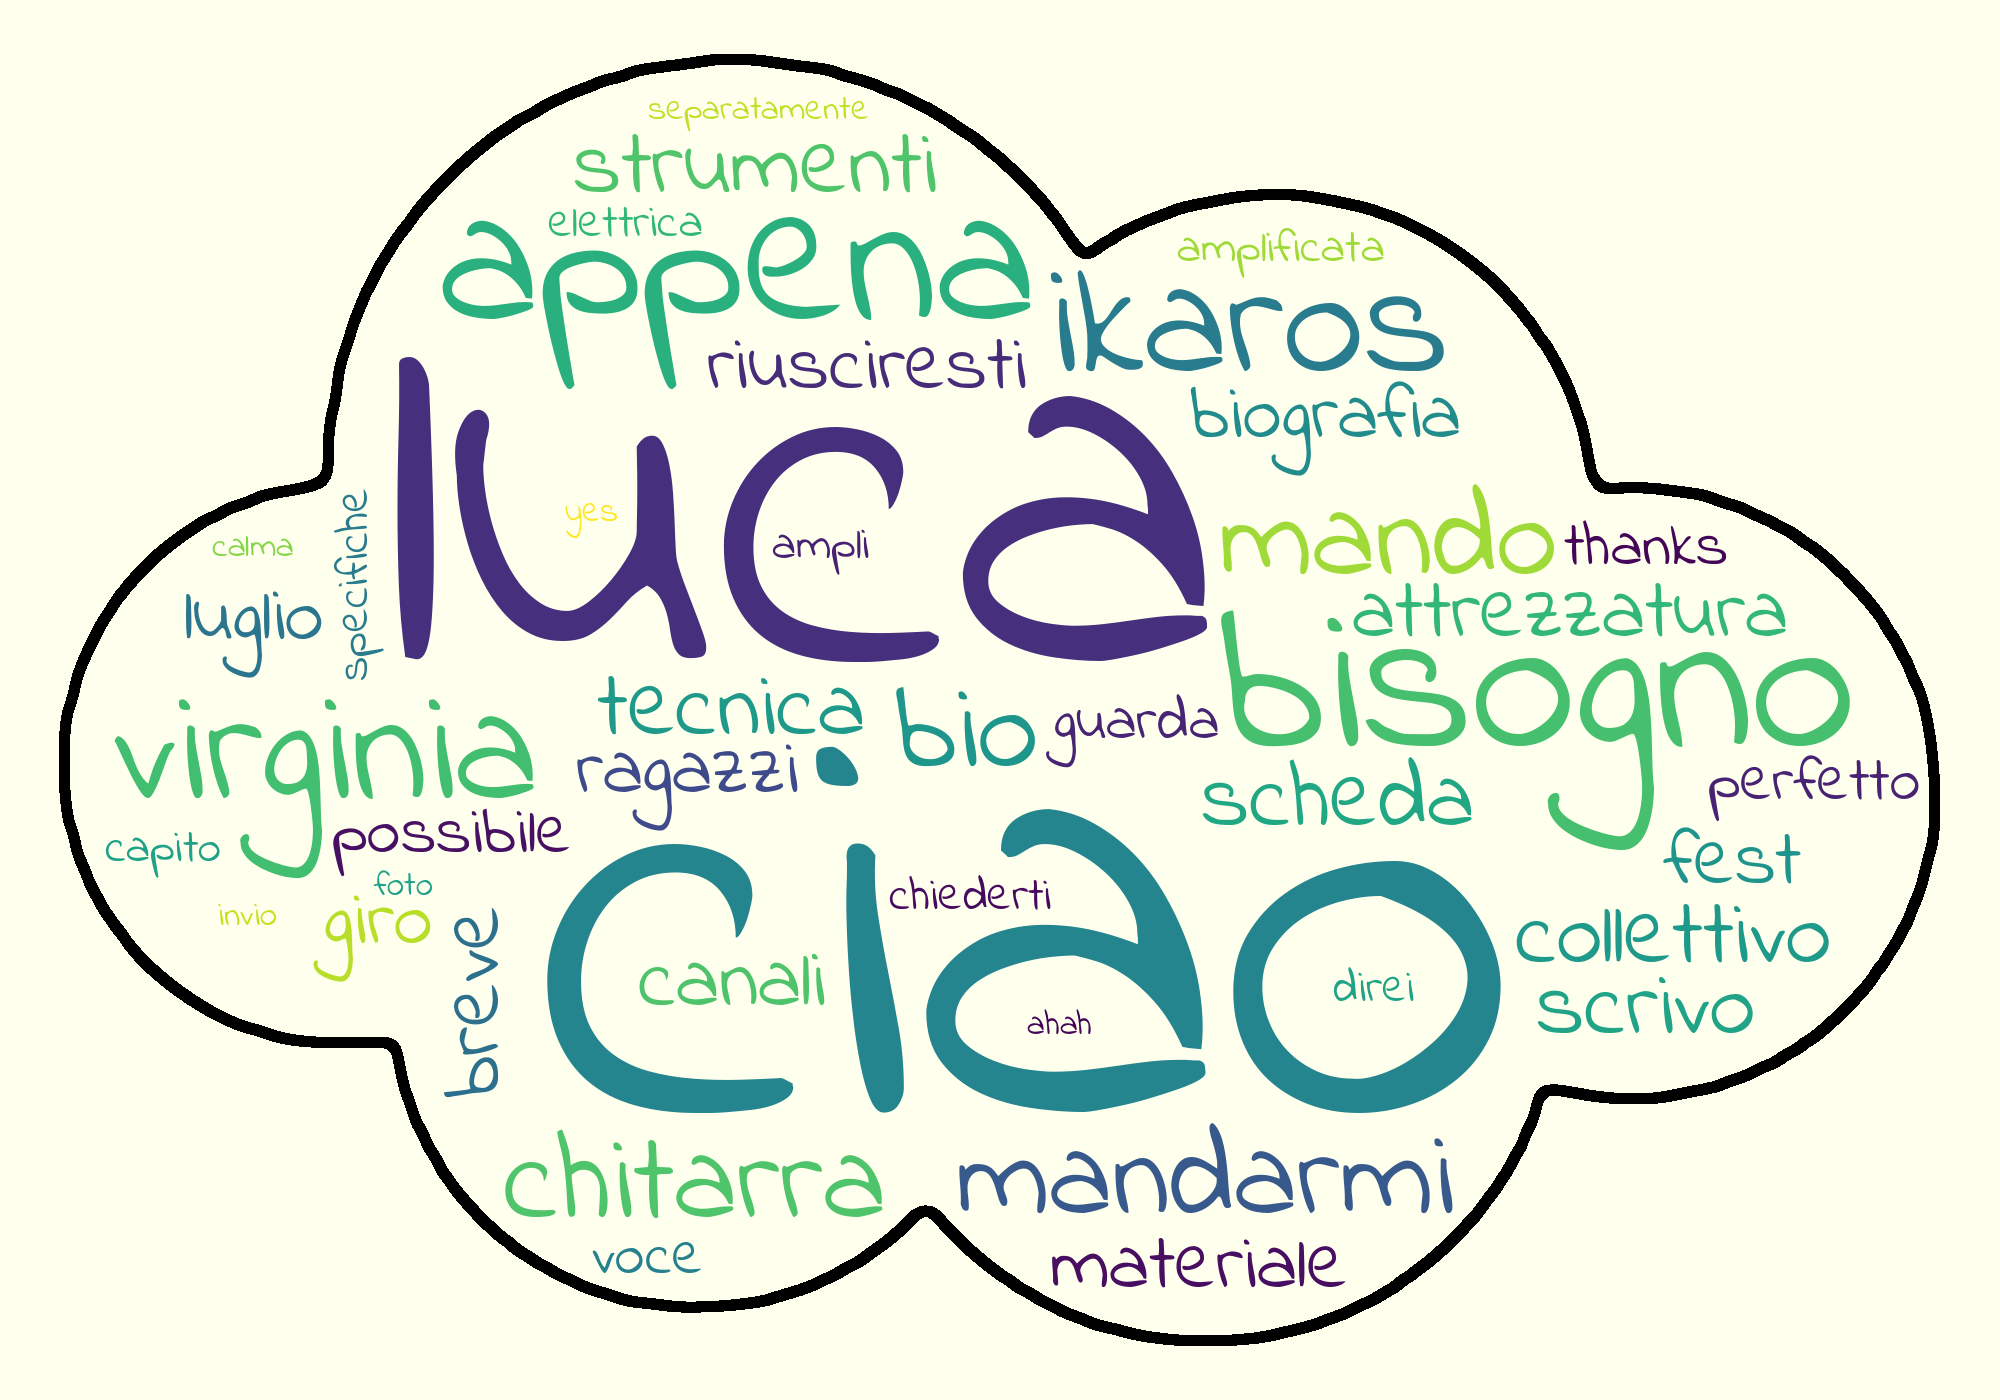 separatamente
strumenti
elettrica
appena
amplificata
ikaros
riusciresti
biografia
luca
yes
ampli
specifiche
calma
luglio
mando
thanks
attrezzatura
bisogno
tecnica
bio
guarda
virginia
ragazzi
scheda
perfetto
possibile
capito
fest
foto
invio
giro
chiederti
ciao
breve
canali
ahah
direi
collettivo
scrivo
chitarra
mandarmi
voce
materiale